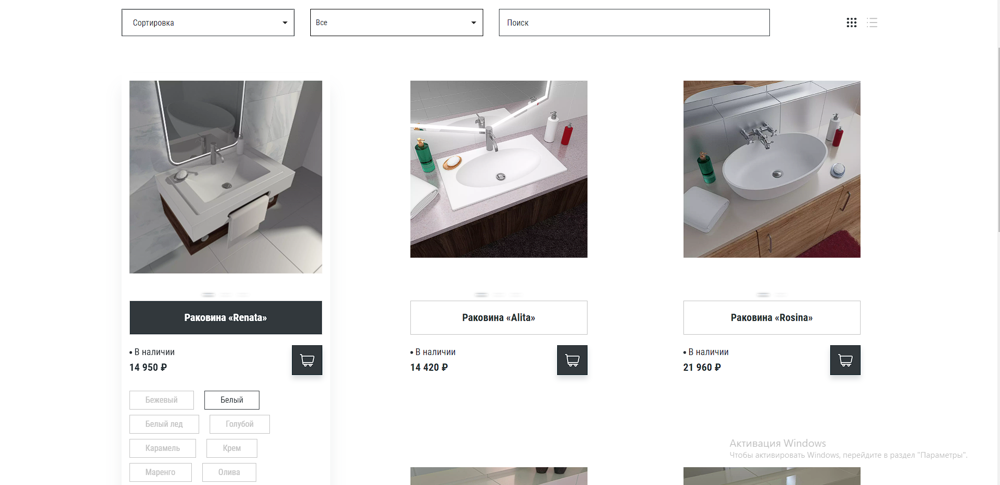 Сортировка
Все
Поиск
Раковина «Renata»
Раковина «Alita»
Раковина «Rosina»
• В наличии
14 950 ₽
• В наличии
14 420 ₽
• В наличии
21 960 ₽
Бежевый
Белый
Белый лед
Голубой
Карамель
Крем
Маренго
Олива
Активация Windows
Чтобы активировать Windows, перейдите в раздел "Параметры".